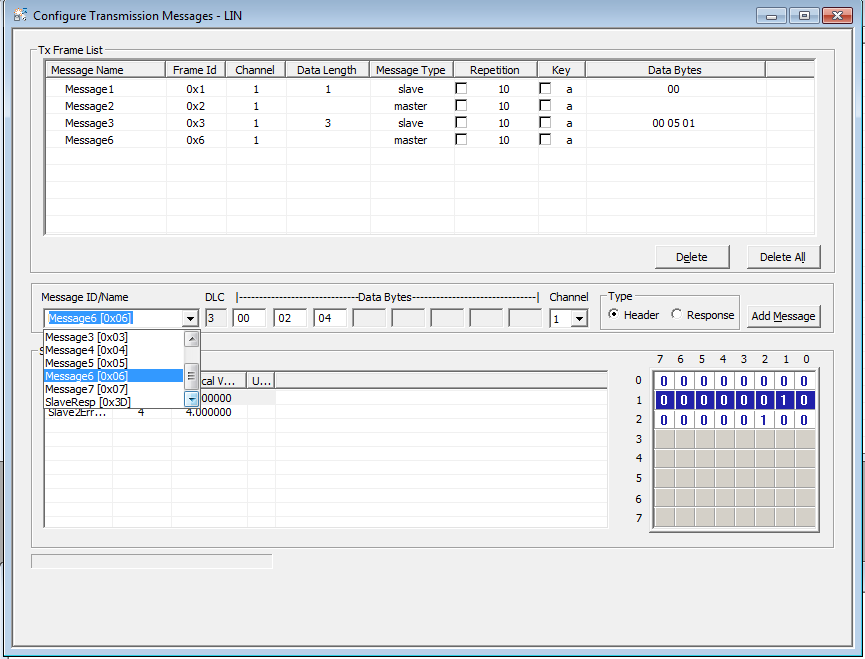 Configure Transmission Messages - LIN
Tx Frame List
Message Name Frame Id Channel Data Length Message Type Repetition Key Data Bytes
Message1 0x1 1 1 slave 10 a 00
Message2 0x2 1 master 10 a
Message3 0x3 1 3 slave 10 a 00 05 01
Message6 0x6 1 master 10 a
Delete Delete All
Message ID/Name DLC |------------------------------Data Bytes-------------------------------| Channel Type
Message6 [0x06] 3 00 02 04 1 Header Response Add Message
Message3 [0x03]
Message4 [0x04]
Message5 [0x05]
Message6 [0x06]
Message7 [0x07]
SlaveResp [0x3D]
cal V... U...
00000
Slave2Err... 4 4.000000
7 6 5 4 3 2 1 0
0 0 0 0 0 0 0 0 0
1 0 0 0 0 0 0 1 0
2 0 0 0 0 0 1 0 0
3
4
5
6
7